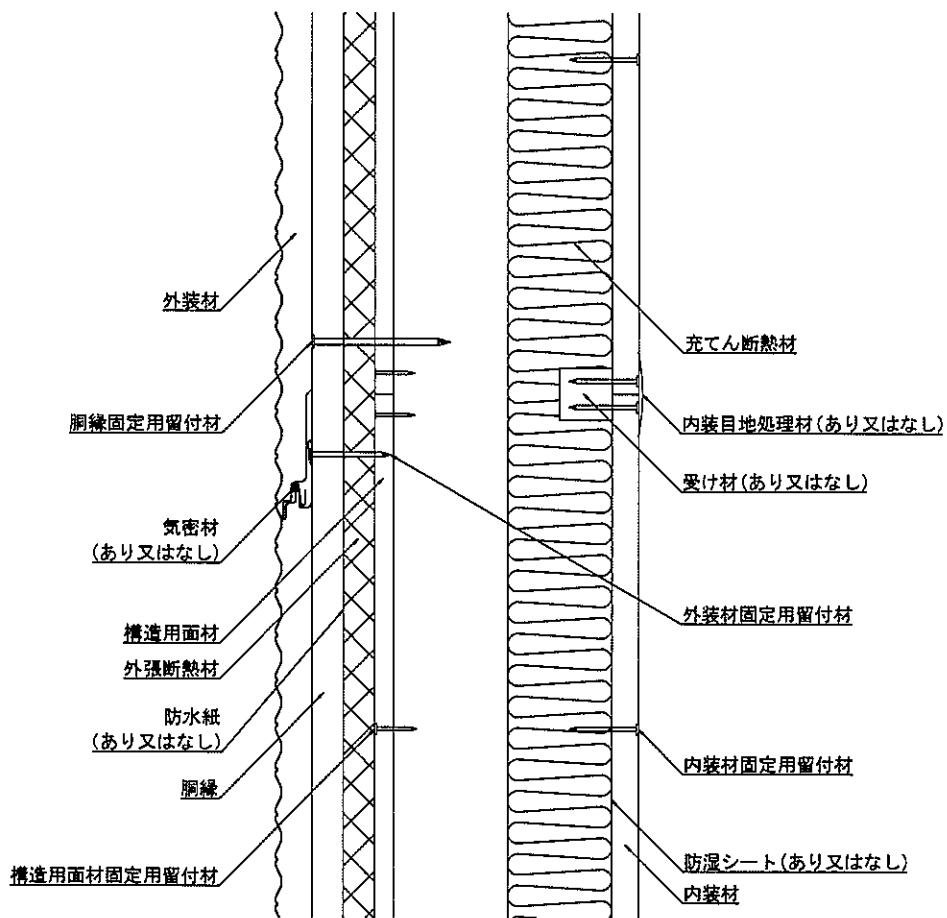 外装材
胴縁固定用留付材
気密材
(あり又はなし)
構造用面材
外張断熱材
防水紙
(あり又はなし)
胴縁
構造用面材固定用留付材
充てん断熱材
内装目地処理材(あり又はなし)
受け材(あり又はなし)
外装材固定用留付材
内装材固定用留付材
防湿シート(あり又はなし)
内装材